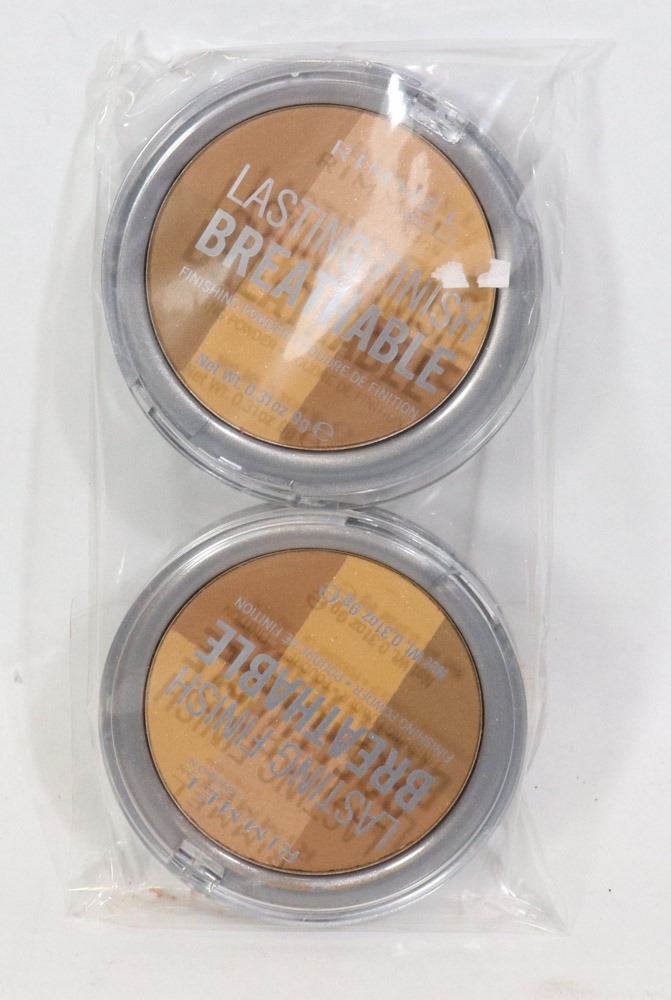 RIMMEL
LASTING FINISH
BREATHABLE
FINISHING POWDER • POUDRE DE FINITION
Net Wt. 0.31oz 9g ℮
RIMMEL
LONDON
LASTING FINISH
BREATHABLE
FINISHING POWDER • POUDRE DE FINITION
Net Wt. 0.31oz 9g ℮